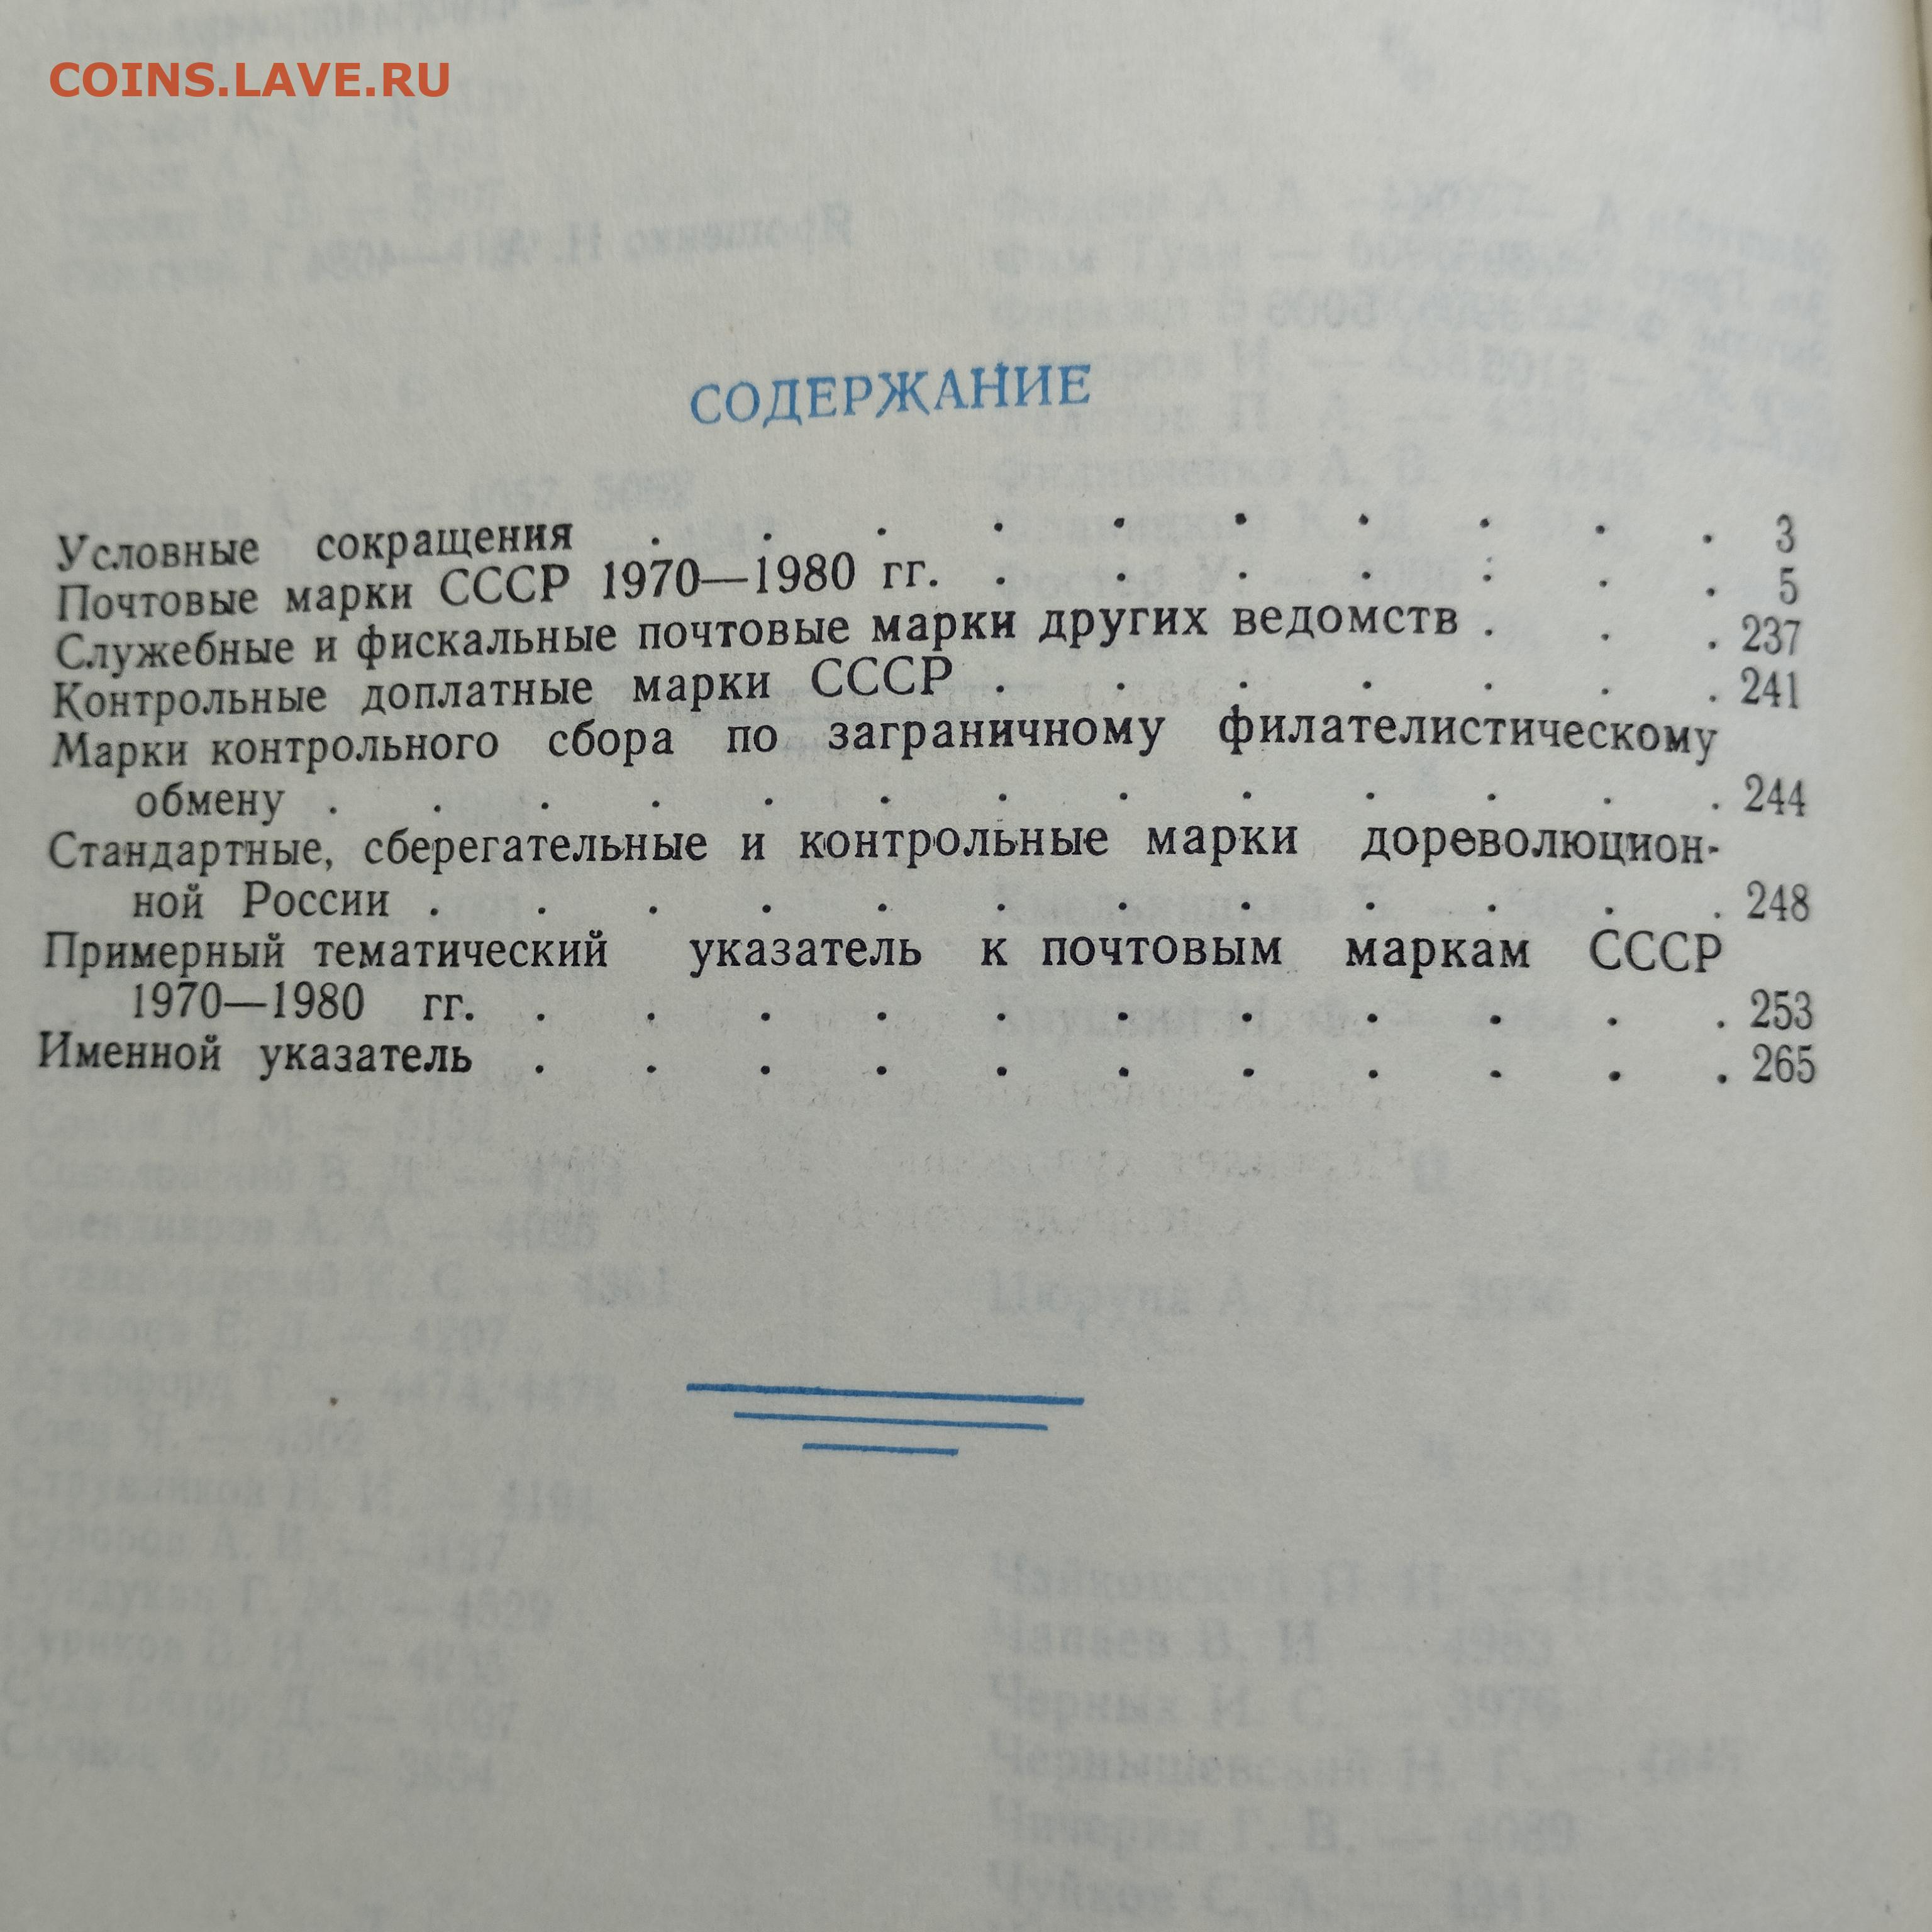 COINS.LAVE.RU
СОДЕРЖАНИЕ
Условные сокращения . . . . . . . . . . 3
Почтовые марки СССР 1970—1980 гг. . . . . . . . 5
Служебные и фискальные почтовые марки других ведомств . . . 237
Контрольные доплатные марки СССР . . . . . . . 241
Марки контрольного сбора по заграничному филателистическому
обмену . . . . . . . . . . . . . 244
Стандартные, сберегательные и контрольные марки дореволюцион-
ной России . . . . . . . . . . . . 248
Примерный тематический указатель к почтовым маркам СССР
1970—1980 гг. . . . . . . . . . . . 253
Именной указатель . . . . . . . . . . . 265